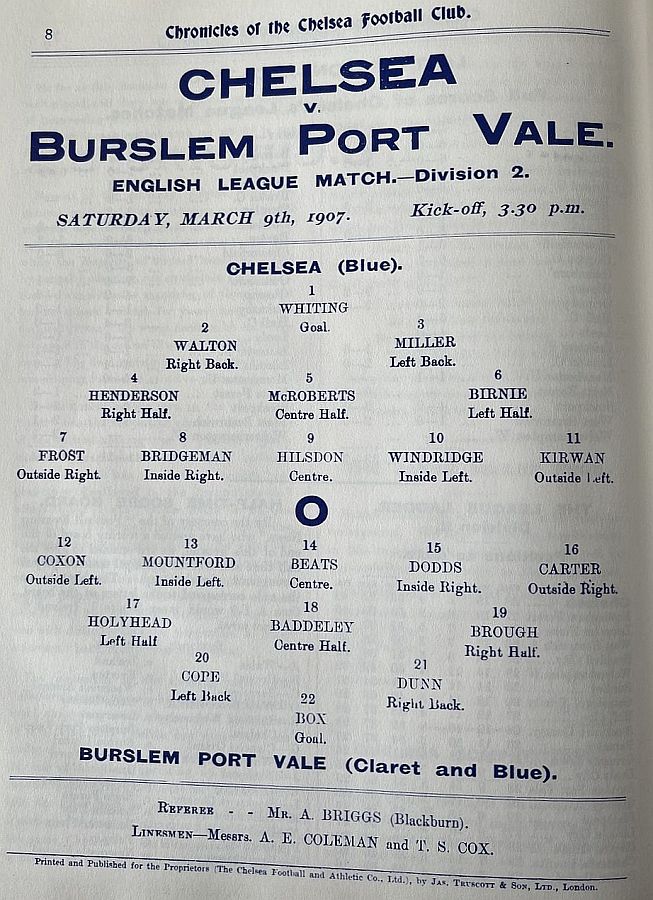 8
Chronicles of the Chelsea Football Club.
CHELSEA
v.
BURSLEM PORT VALE.
ENGLISH LEAGUE MATCH.—Division 2.
SATURDAY, MARCH 9th, 1907. Kick-off, 3.30 p.m.
CHELSEA (Blue).
1
WHITING
Goal.
2 3
WALTON MILLER
Right Back. Left Back.
4 5 6
HENDERSON McROBERTS BIRNIE
Right Half. Centre Half. Left Half.
7 8 9 10 11
FROST BRIDGEMAN HILSDON WINDRIDGE KIRWAN
Outside Right. Inside Right. Centre. Inside Left. Outside Left.
O
12 13 14 15 16
COXON MOUNTFORD BEATS DODDS CARTER
Outside Left. Inside Left. Centre. Inside Right. Outside Right.
17 18 19
HOLYHEAD BADDELEY BROUGH
Left Half Centre Half. Right Half.
20 21
COPE DUNN
Left Back Right Back.
22
BOX
Goal.
BURSLEM PORT VALE (Claret and Blue).
REFEREE - - MR. A. BRIGGS (Blackburn).
LINESMEN—Messrs. A. E. COLEMAN and T. S. COX.
Printed and Published for the Proprietors (The Chelsea Football and Athletic Co., Ltd.), by JAS. TRUSCOTT & SON, LTD., London.